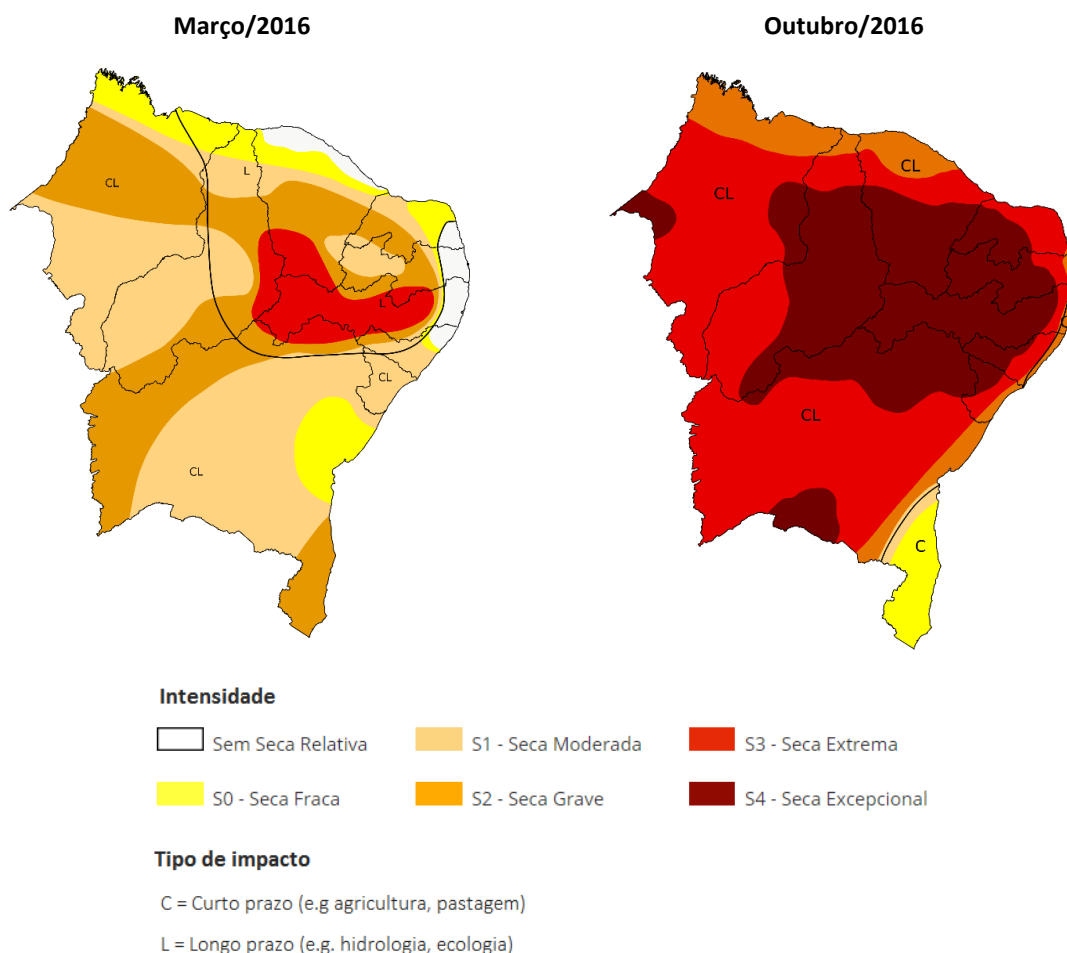 Março/2016
Outubro/2016
CL
L
L
CL
CL
CL
CL
CL
C
Intensidade
Sem Seca Relativa
S1 - Seca Moderada
S3 - Seca Extrema
S0 - Seca Fraca
S2 - Seca Grave
S4 - Seca Excepcional
Tipo de impacto
C = Curto prazo (e.g agricultura, pastagem)
L = Longo prazo (e.g. hidrologia, ecologia)